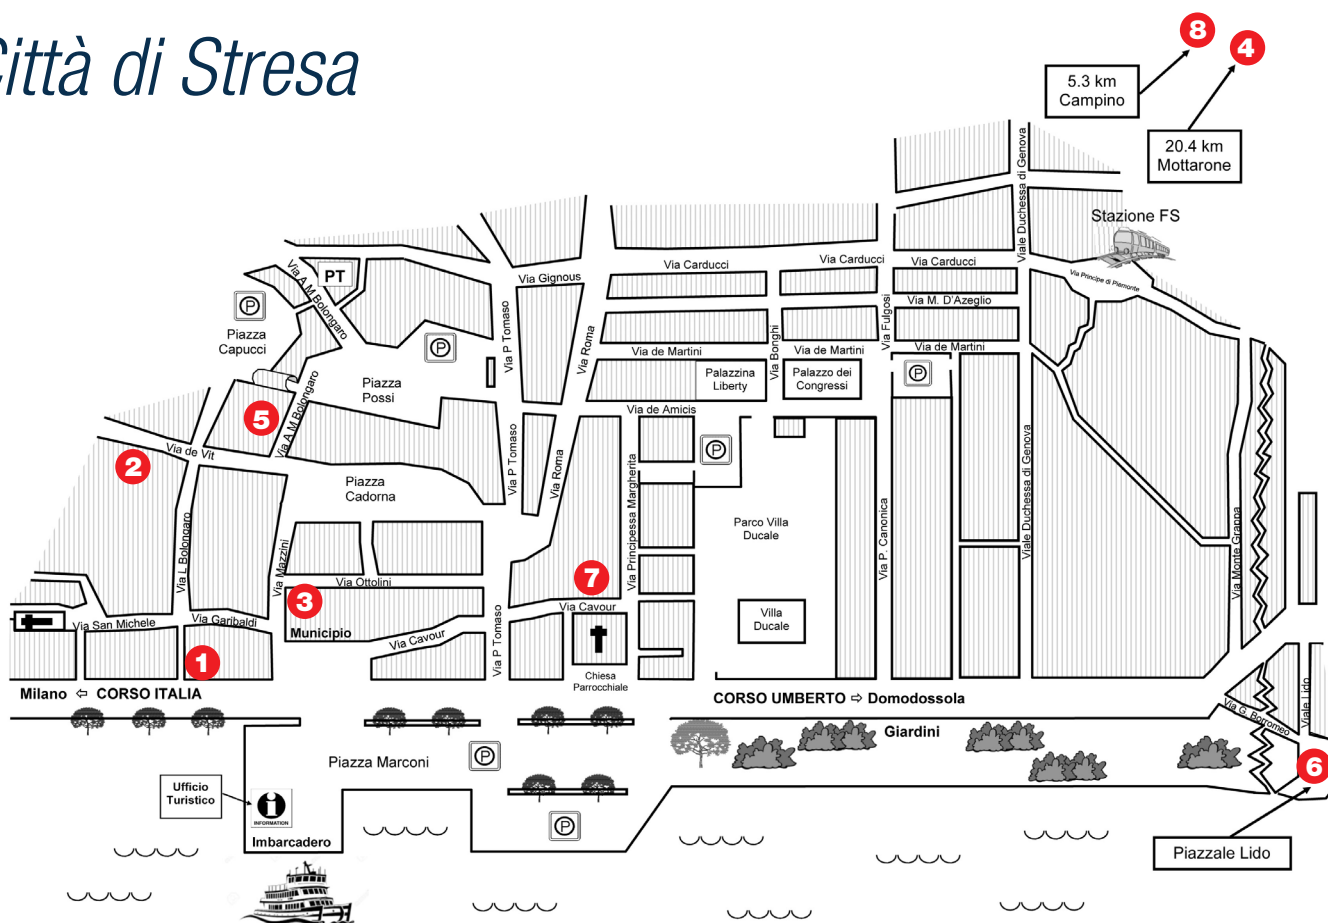 Città di Stresa
8
4
5.3 km
Campino
20.4 km
Mottarone
Viale Duchessa di Genova
Stazione FS
Via Principe di Piemonte
PT
Via A M Bolongaro
Via Gignous
Via Carducci
Via Carducci
Via Carducci
P
Piazza
Capucci
Via P Tomaso
Via Roma
Via M. D'Azeglio
Via Fulgosi
Via Bonghi
P
Via de Martini
Via de Martini
Via de Martini
Piazza
Possi
Palazzina
Liberty
Palazzo dei
Congressi
P
Via A M Bolongaro
5
Via de Amicis
Via de Vit
2
Via P Tomaso
Via Roma
Via Principessa Margherita
P
Viale Duchessa di Genova
Piazza
Cadorna
Parco Villa
Ducale
Via P. Canonica
Via L Bolongaro
Via Mazzini
Via Monte Grappa
Via Ottolini
7
3
Via Cavour
Villa
Ducale
Via San Michele
Via Garibaldi
Municipio
Via Cavour
Via P Tomaso
1
Chiesa
Parrocchiale
Milano ⇦ CORSO ITALIA
CORSO UMBERTO ⇨ Domodossola
Viale Lido
Via G. Borromeo
Giardini
Piazza Marconi
P
6
Ufficio
Turistico
i
INFORMATION
P
Imbarcadero
Piazzale Lido